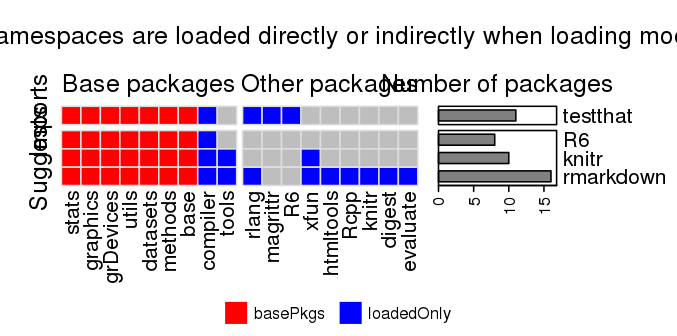 amespaces are loaded directly or indirectly when loading
Base packages
Other packages
Number of packages
Imports
Suggests
testthat
R6
knitr
rmarkdown
stats
graphics
grDevices
utils
datasets
methods
base
compiler
tools
rlang
magrittr
R6
xfun
htmltools
Rcpp
knitr
digest
evaluate
0
5
10
15
basePkgs
loadedOnly